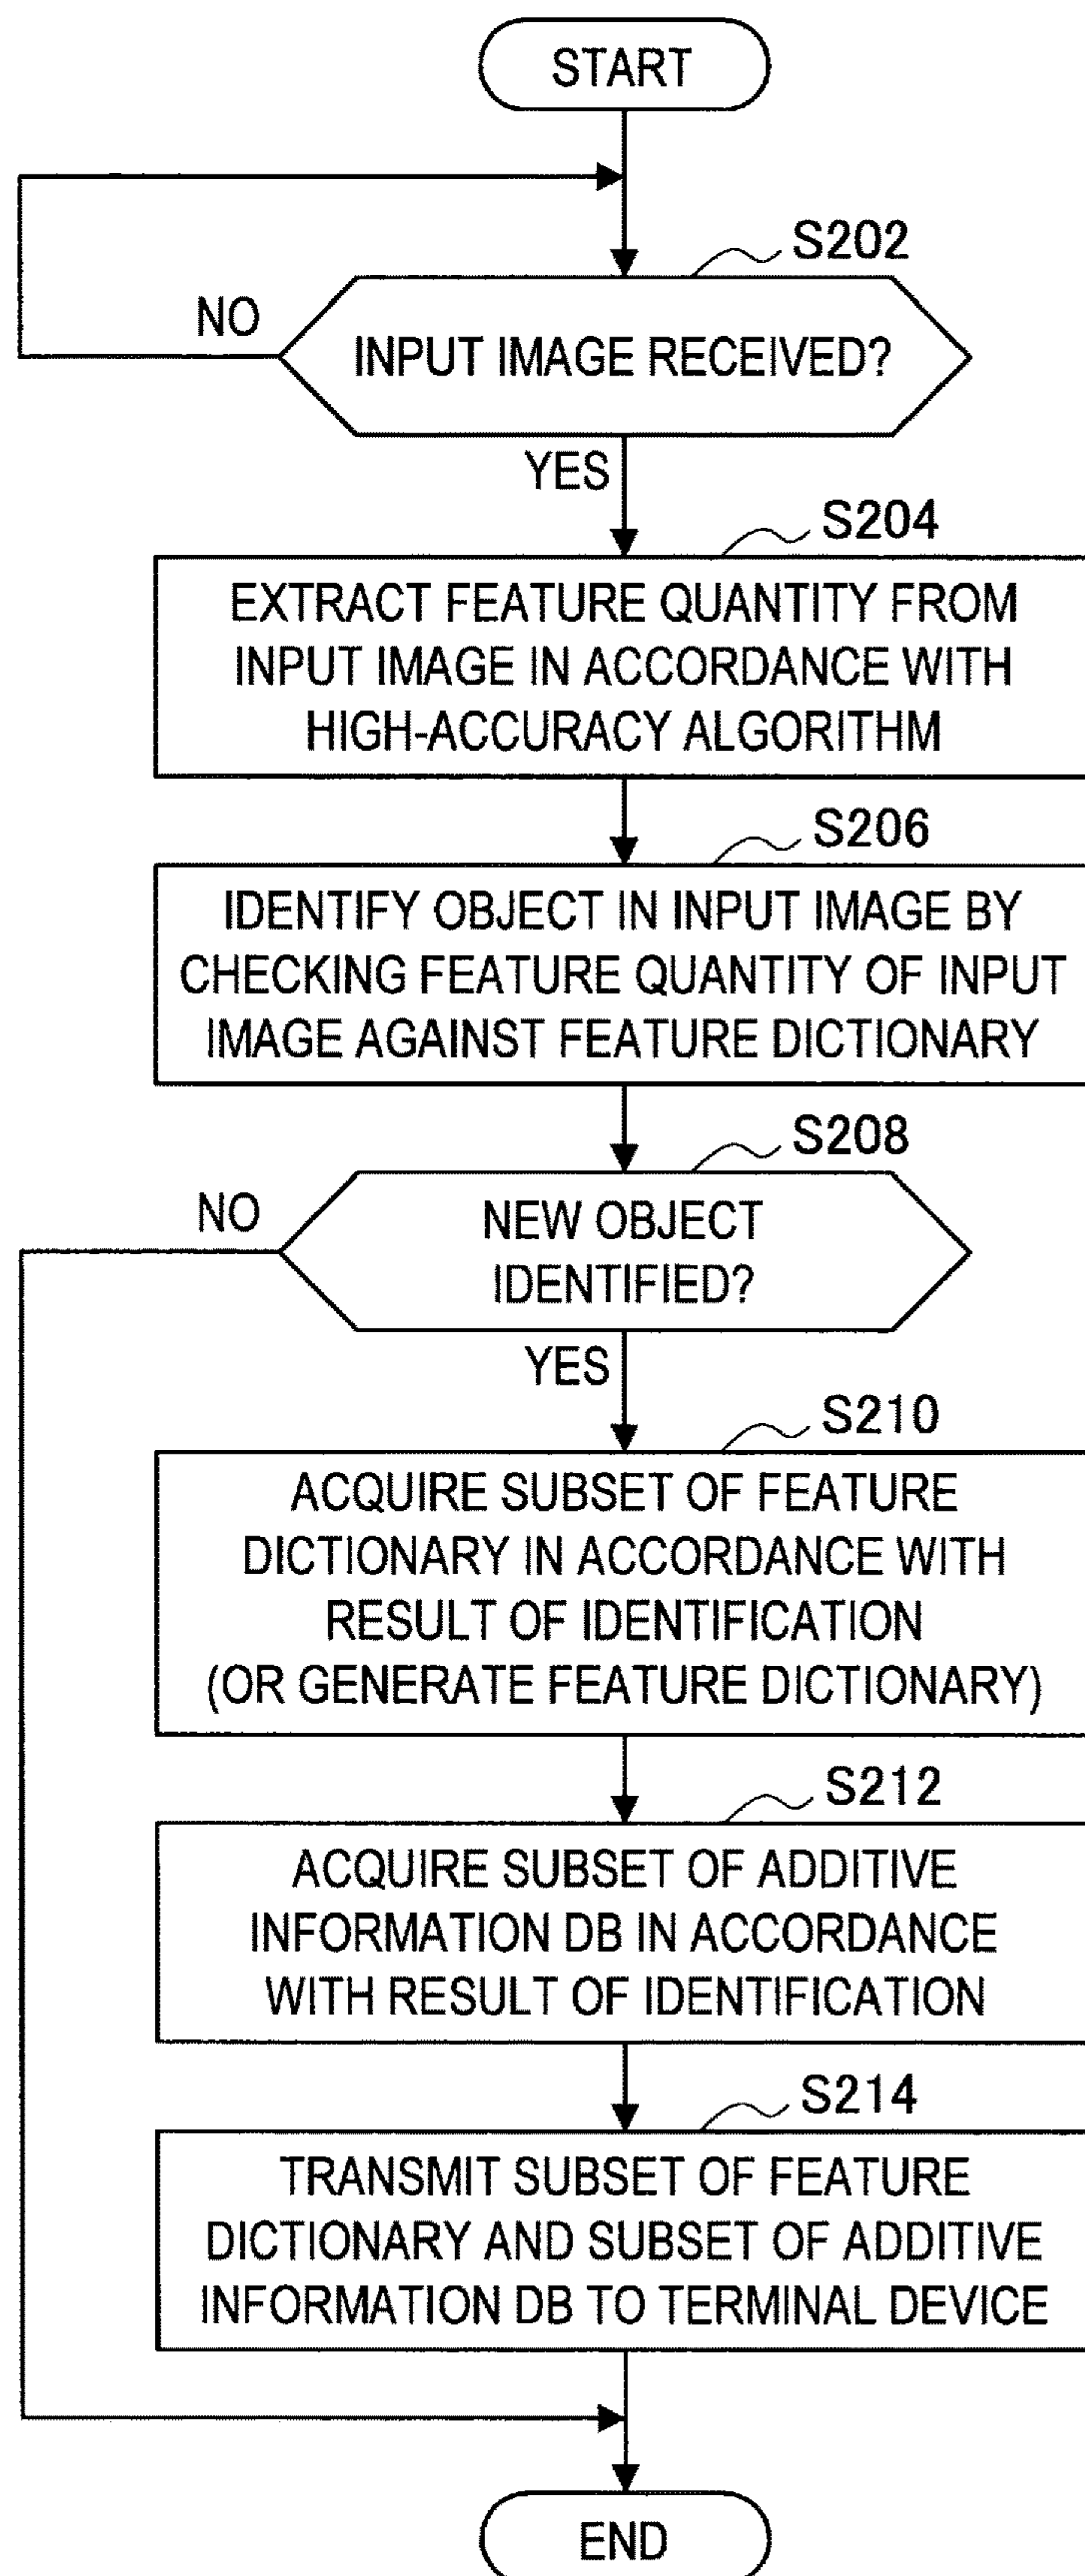 START
S202
NO
INPUT IMAGE RECEIVED?
YES
S204
EXTRACT FEATURE QUANTITY FROM
INPUT IMAGE IN ACCORDANCE WITH
HIGH-ACCURACY ALGORITHM
S206
IDENTIFY OBJECT IN INPUT IMAGE BY
CHECKING FEATURE QUANTITY OF INPUT
IMAGE AGAINST FEATURE DICTIONARY
S208
NO
NEW OBJECT
IDENTIFIED?
YES
S210
ACQUIRE SUBSET OF FEATURE
DICTIONARY IN ACCORDANCE WITH
RESULT OF IDENTIFICATION
(OR GENERATE FEATURE DICTIONARY)
S212
ACQUIRE SUBSET OF ADDITIVE
INFORMATION DB IN ACCORDANCE
WITH RESULT OF IDENTIFICATION
S214
TRANSMIT SUBSET OF FEATURE
DICTIONARY AND SUBSET OF ADDITIVE
INFORMATION DB TO TERMINAL DEVICE
END